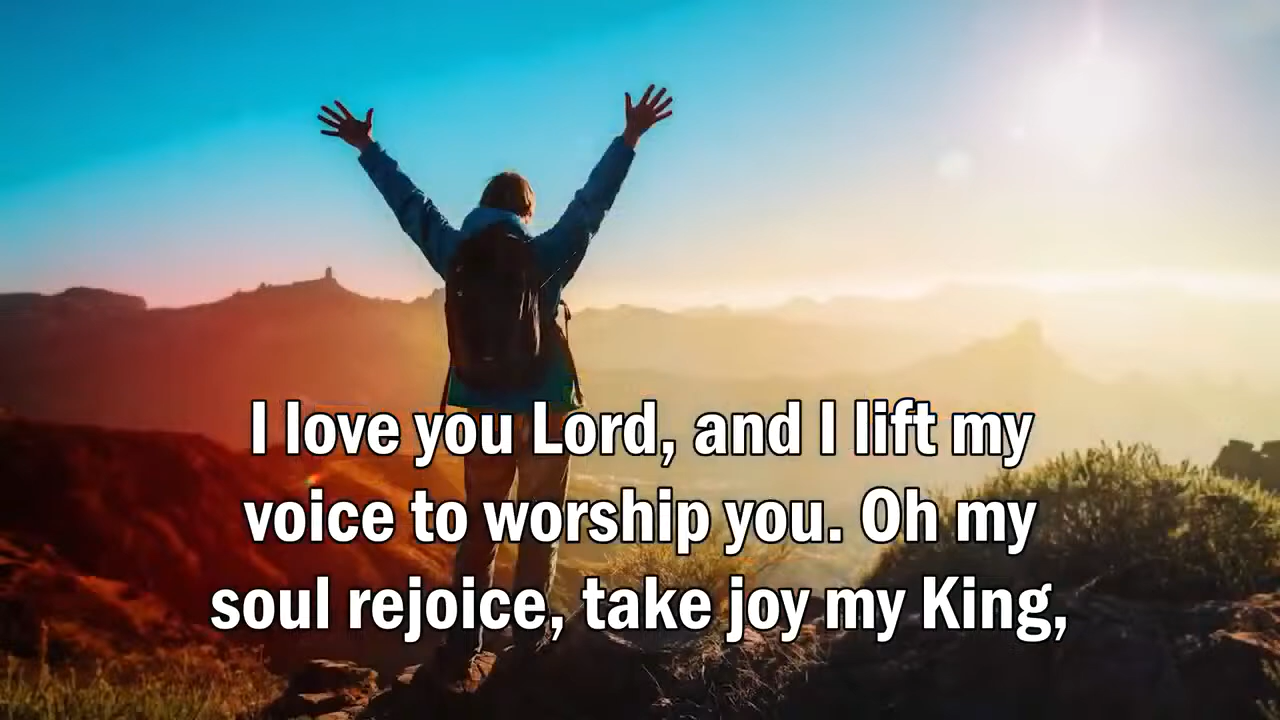 I love you Lord, and I lift my
voice to worship you. Oh my
soul rejoice, take joy my King,